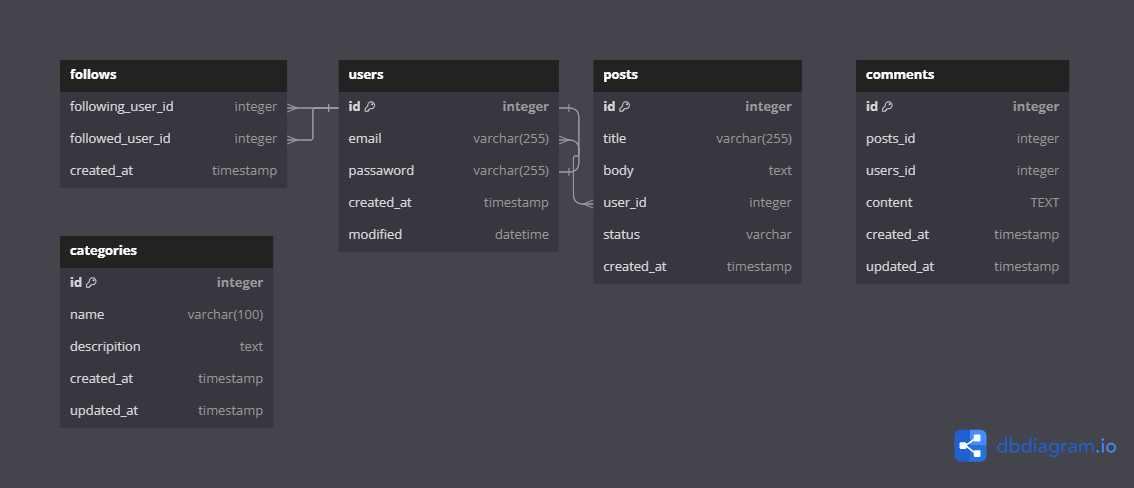 follows
following_user_id integer
followed_user_id integer
created_at timestamp
users
id integer
email varchar(255)
passaword varchar(255)
created_at timestamp
modified datetime
posts
id integer
title varchar(255)
body text
user_id integer
status varchar
created_at timestamp
comments
id integer
posts_id integer
users_id integer
content TEXT
created_at timestamp
updated_at timestamp
categories
id integer
name varchar(100)
descripition text
created_at timestamp
updated_at timestamp
dbdiagram.io